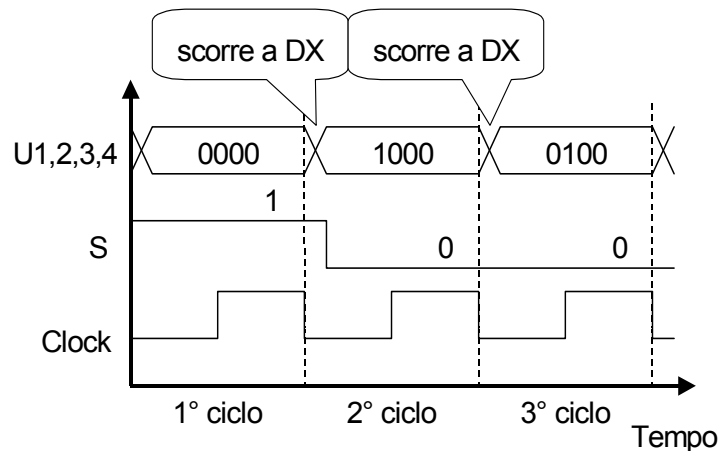 scorre a DX scorre a DX
U1,2,3,4 0000 1000 0100
1
S 0 0
Clock
1° ciclo 2° ciclo 3° ciclo
Tempo